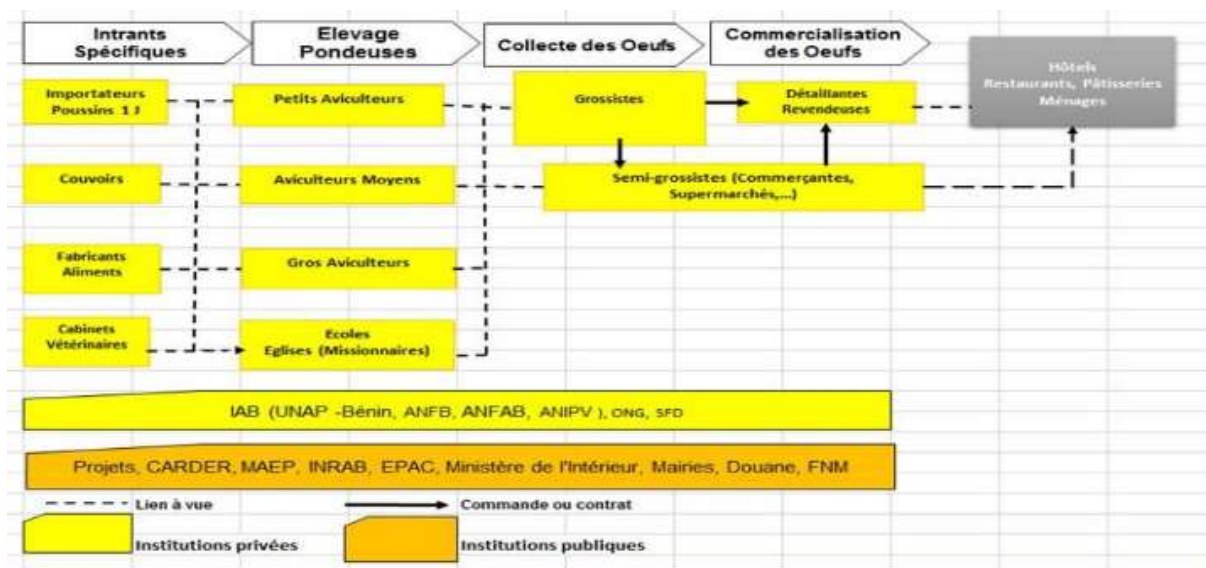 Intrants
Spécifiques
Elevage
Pondeuses
Collecte des Oeufs
Commercialisation
des Oeufs
Hôtels
Restaurants, Pâtisseries
Ménages
Importateurs
Poussins 1 J
Petits Aviculteurs
Grossistes
Détaillantes
Revendeuses
Couvoirs
Aviculteurs Moyens
Semi-grossistes (Commerçantes,
Supermarchés,...)
Fabricants
Aliments
Gros Aviculteurs
Cabinets
Vétérinaires
Ecoles
Eglises (Missionnaires)
IAB (UNAP -Bénin, ANFB, ANFAB, ANIPV ), ONG, SFD
Projets, CARDER, MAEP, INRAB, EPAC, Ministère de l'Intérieur, Mairies, Douane, FNM
Lien à vue
Commande ou contrat
Institutions privées
Institutions publiques